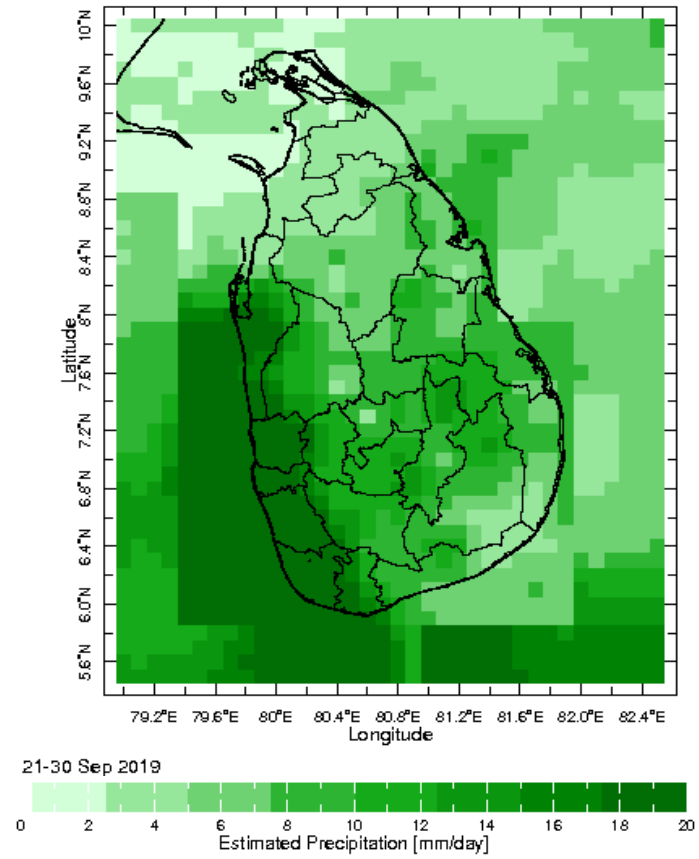 10°N
9.6°N
9.2°N
8.8°N
8.4°N
8°N
7.6°N
7.2°N
6.8°N
6.4°N
6.0°N
5.6°N
Latitude
79.2°E 79.6°E 80°E 80.4°E 80.8°E 81.2°E 81.6°E 82.0°E 82.4°E
Longitude
21-30 Sep 2019
0 2 4 6 8 10 12 14 16 18 20
Estimated Precipitation [mm/day]